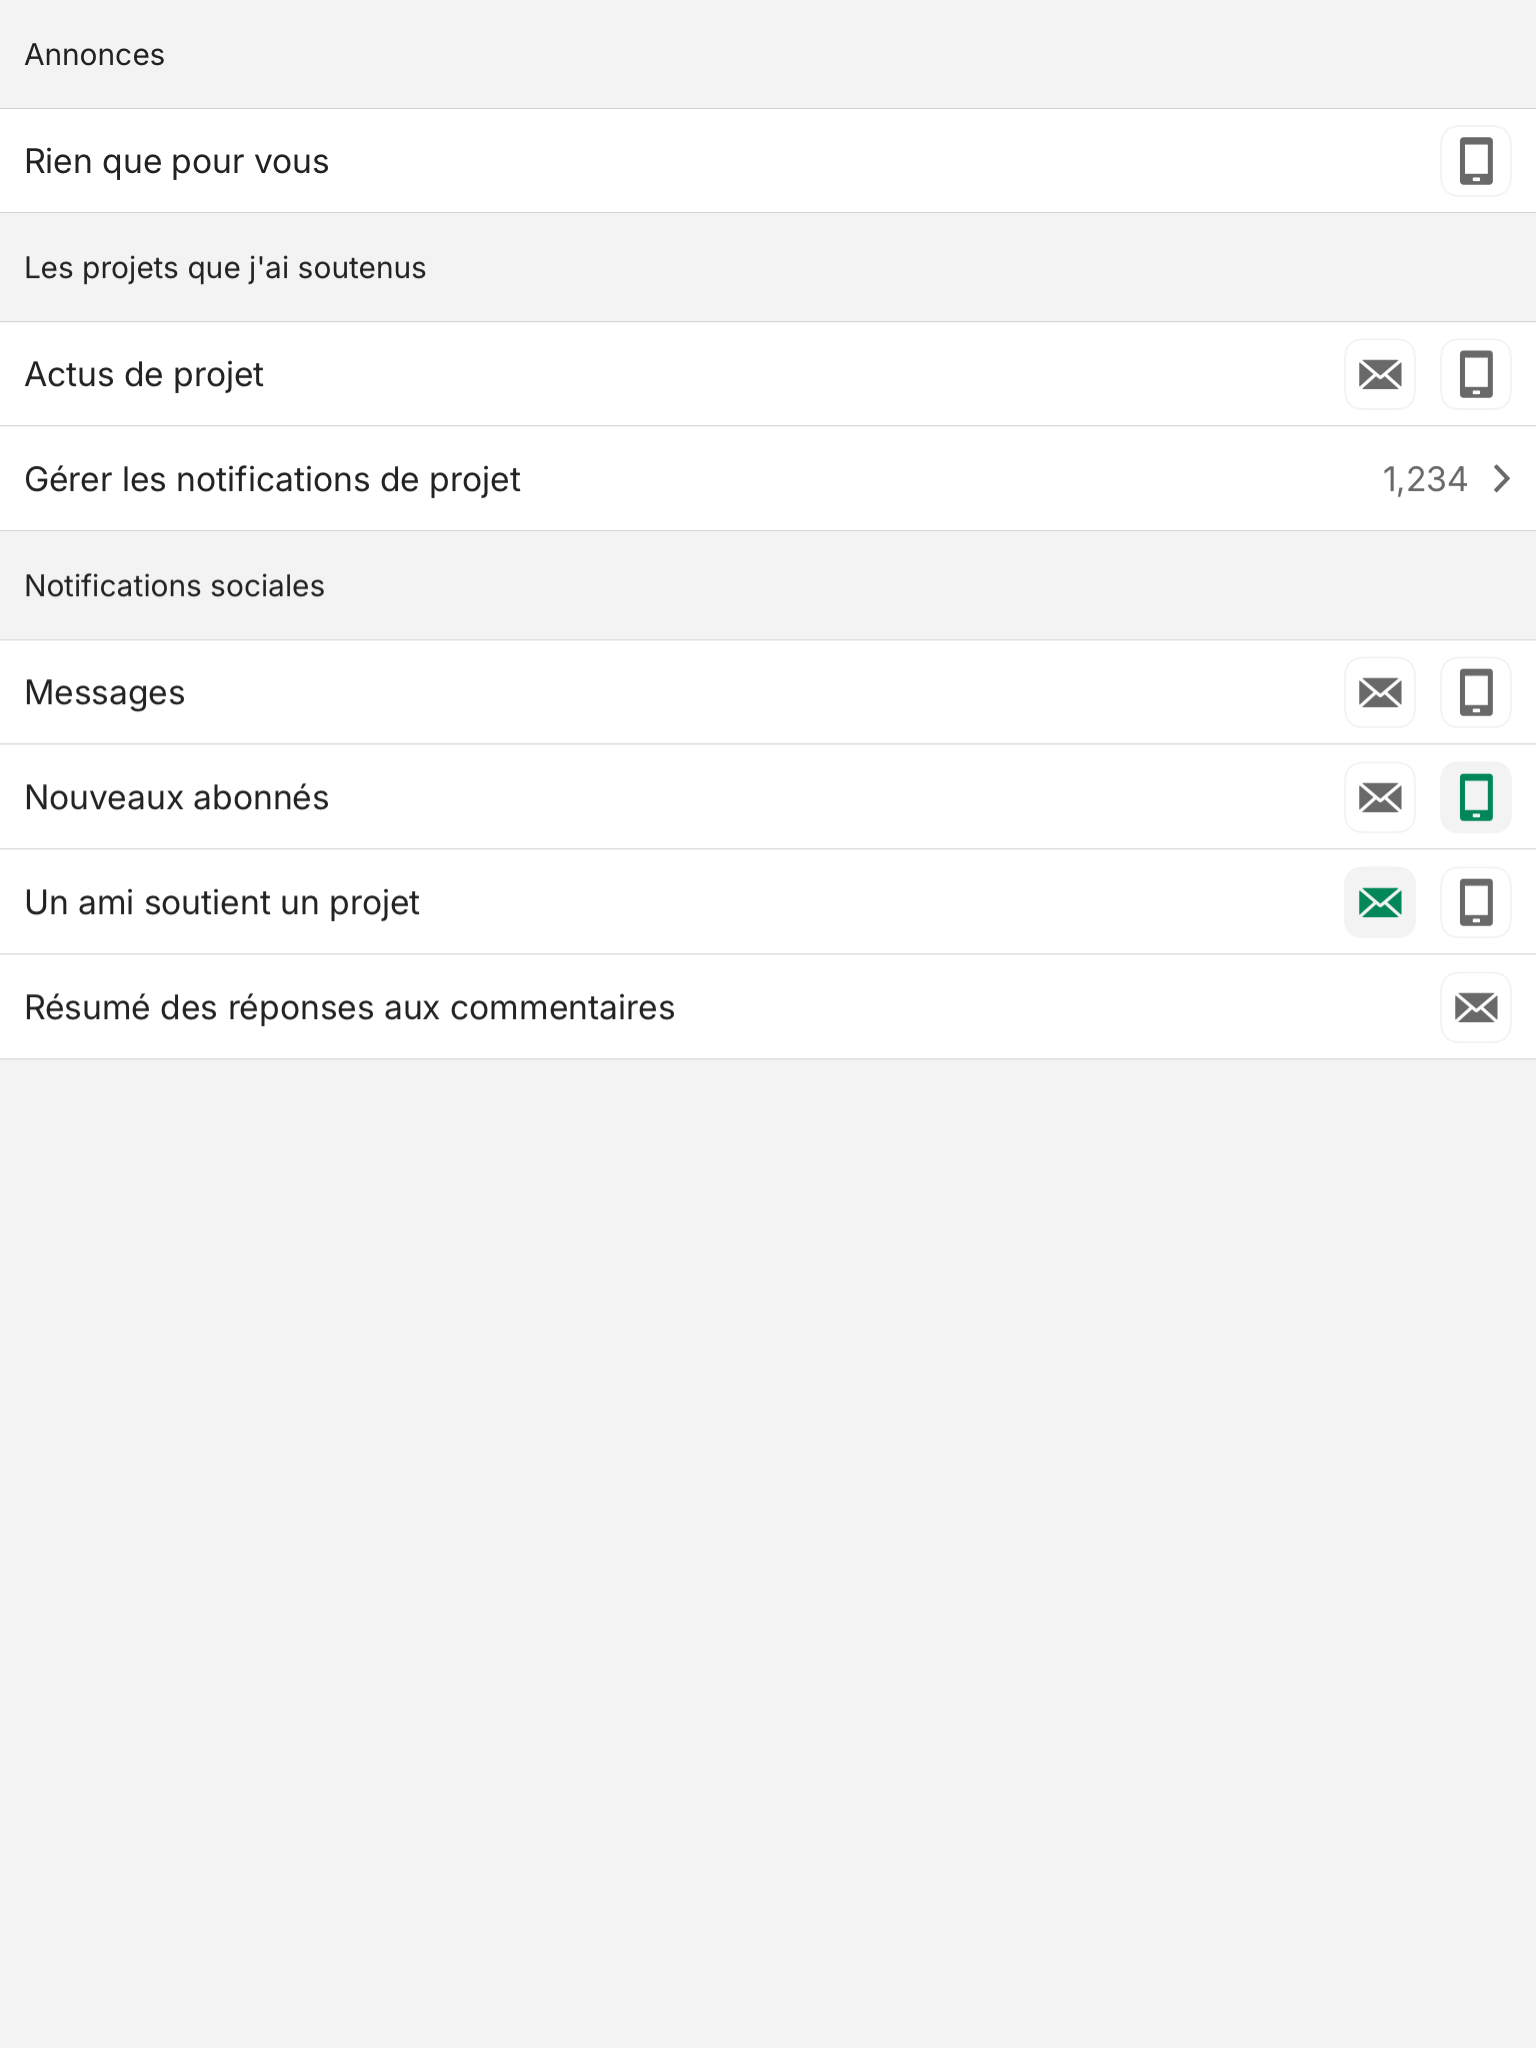 Annonces
Rien que pour vous
Les projets que j'ai soutenus
Actus de projet
Gérer les notifications de projet 1,234
Notifications sociales
Messages
Nouveaux abonnés
Un ami soutient un projet
Résumé des réponses aux commentaires